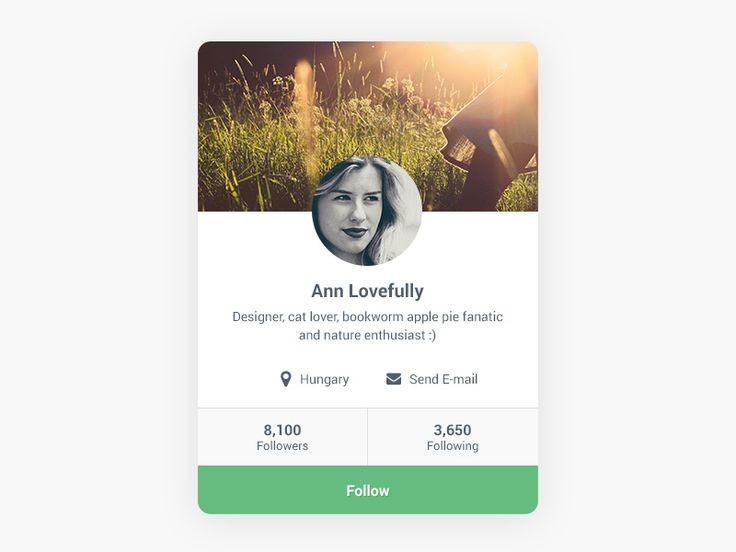 Ann Lovefully
Designer, cat lover, bookworm apple pie fanatic
and nature enthusiast :)
Hungary
Send E-mail
8,100
Followers
3,650
Following
Follow